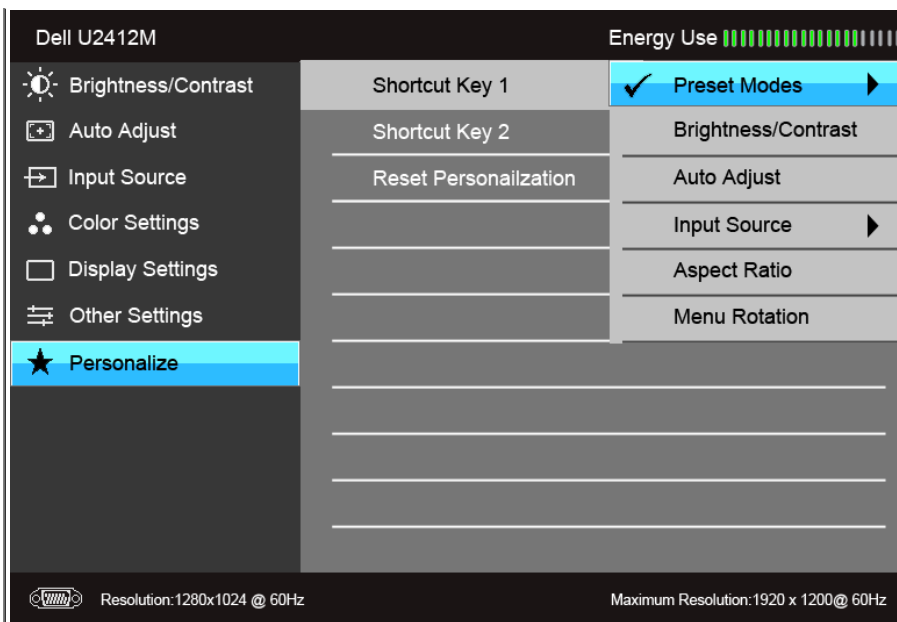 Dell U2412M Energy Use
Brightness/Contrast Shortcut Key 1 Preset Modes
Auto Adjust Shortcut Key 2 Brightness/Contrast
Input Source Reset Personailzation Auto Adjust
Color Settings Input Source
Display Settings Aspect Ratio
Other Settings Menu Rotation
Personalize
Resolution:1280x1024 @ 60Hz Maximum Resolution:1920 x 1200@ 60Hz